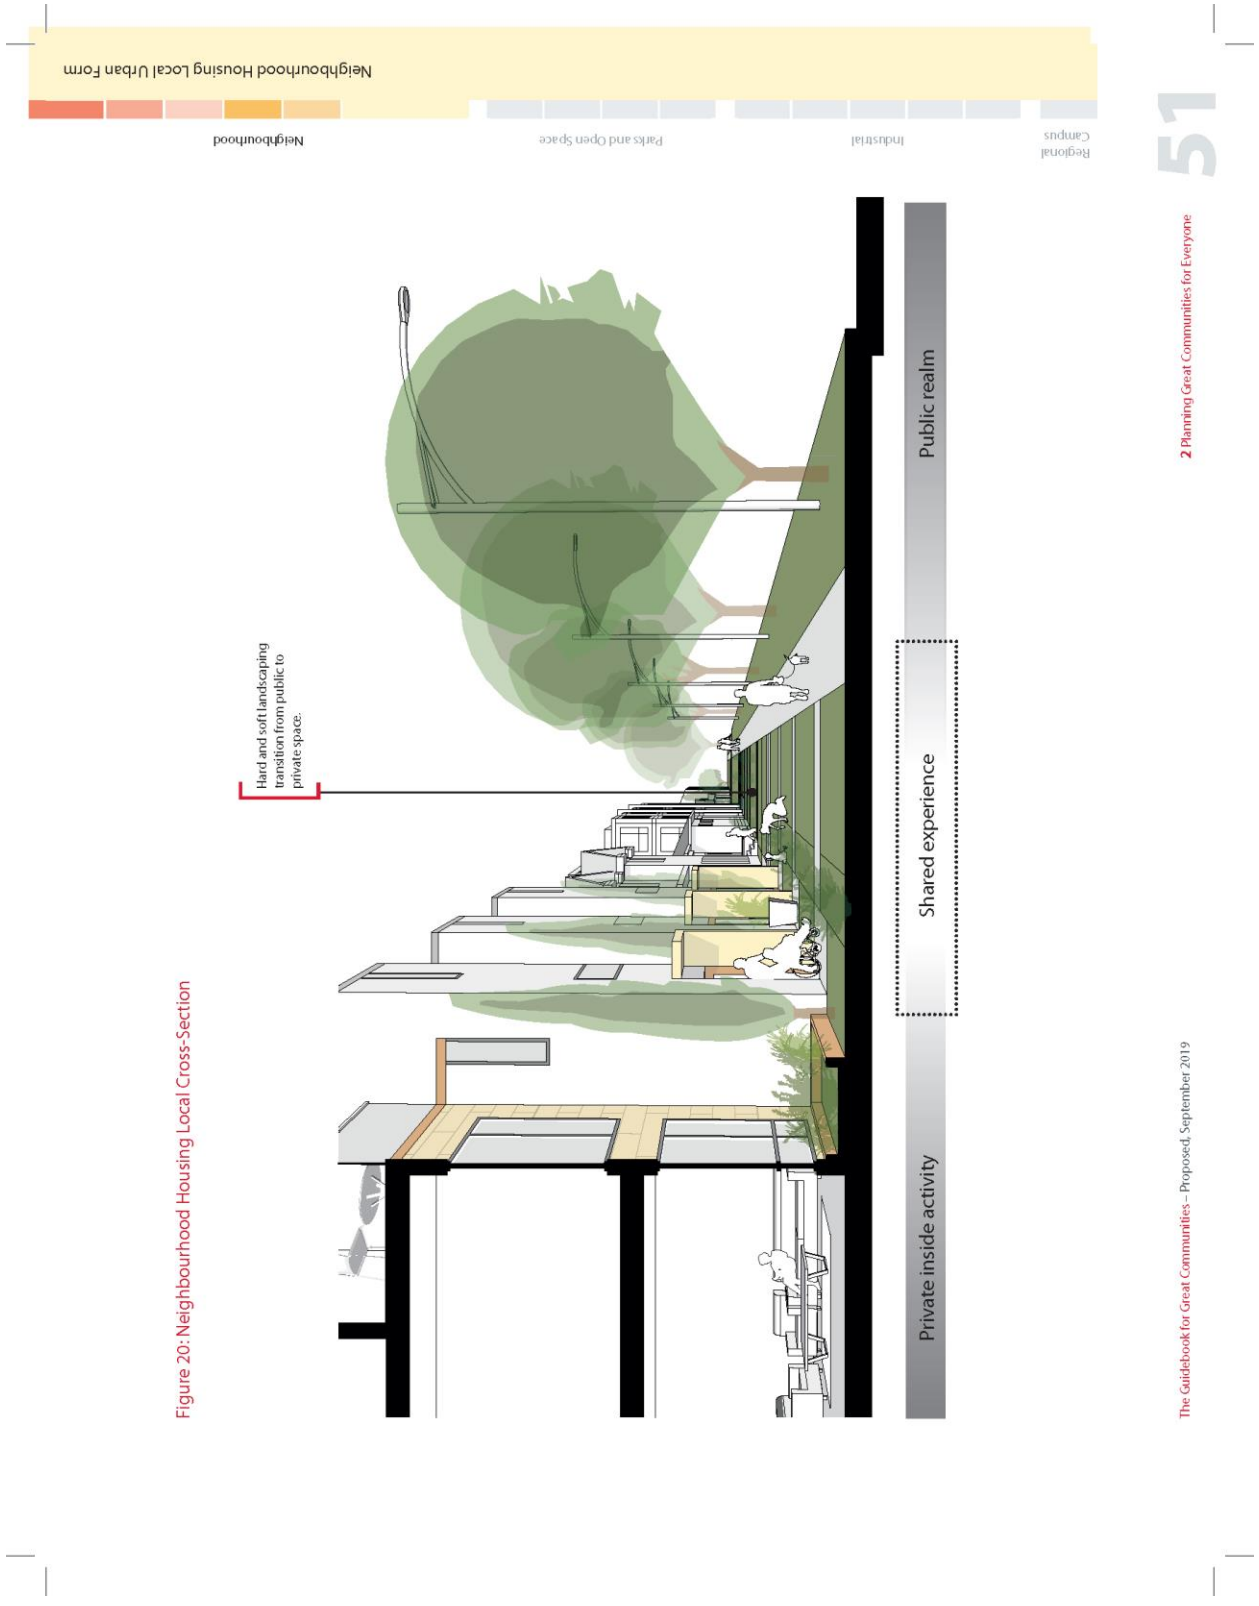 Neighbourhood Housing Local Urban Form
Neighbourhood
Parks and Open Space
Industrial
Regional
Campus
Figure 20: Neighbourhood Housing Local Cross-Section
Hard and soft landscaping
transition from public to
private space.
Private inside activity
Shared experience
Public realm
The Guidebook for Great Communities – Proposed, September 2019
2 Planning Great Communities for Everyone
51